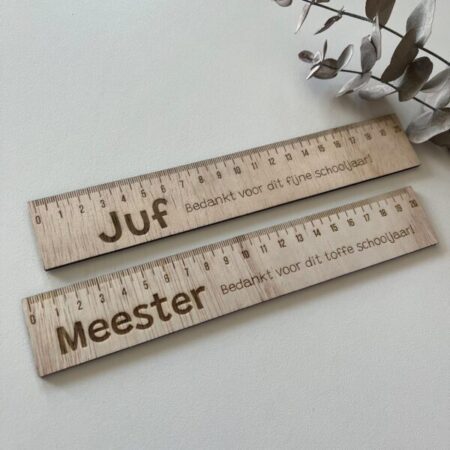 0 1 2 3 4 5 6 7 8 9 10 11 12 13 14 15 16 17 18 19 20
Juf Bedankt voor dit fijne schooljaar!
0 1 2 3 4 5 6 7 8 9 10 11 12 13 14 15 16 17 18 19 20
Meester Bedankt voor dit toffe schooljaar!